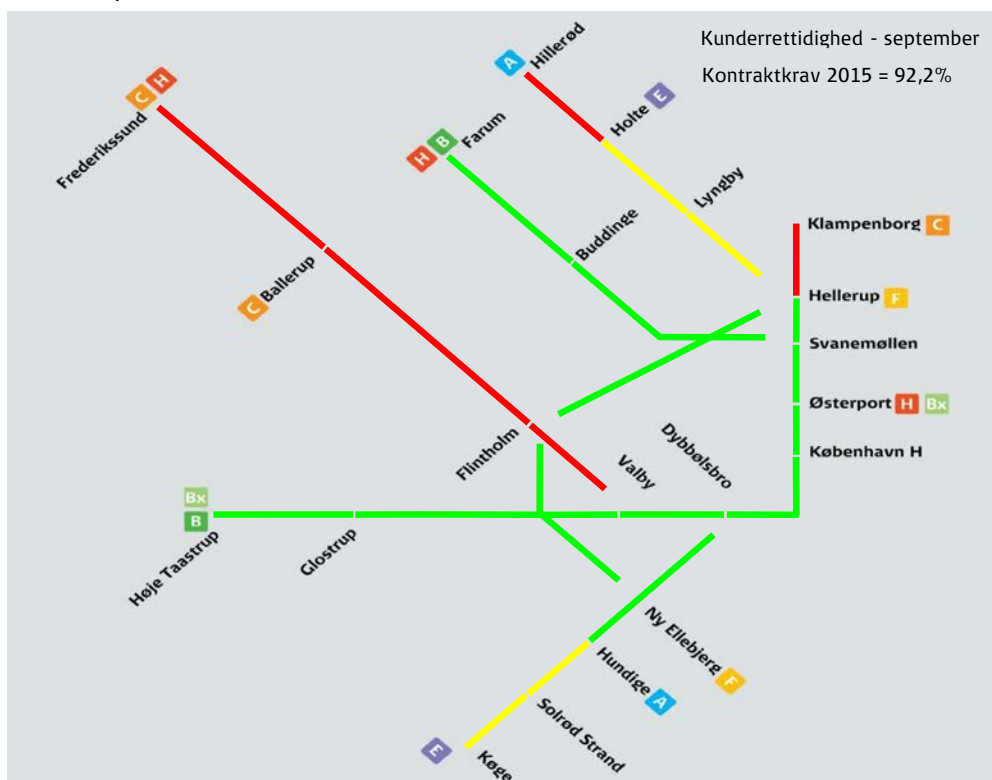 Kunderrettidighed - september
Kontraktkrav 2015 = 92,2%
A Hillerød
C H
Frederikssund
Holte E
H B Farum
Lyngby
Buddinge
Klampenborg C
C Ballerup
Hellerup F
Svanemøllen
Østerport H Bx
København H
Flintholm
Valby
Dybbølsbro
Bx
B
Høje Taastrup
Glostrup
Ny Ellebjerg F
Hundige A
Solrød Strand
E Køge